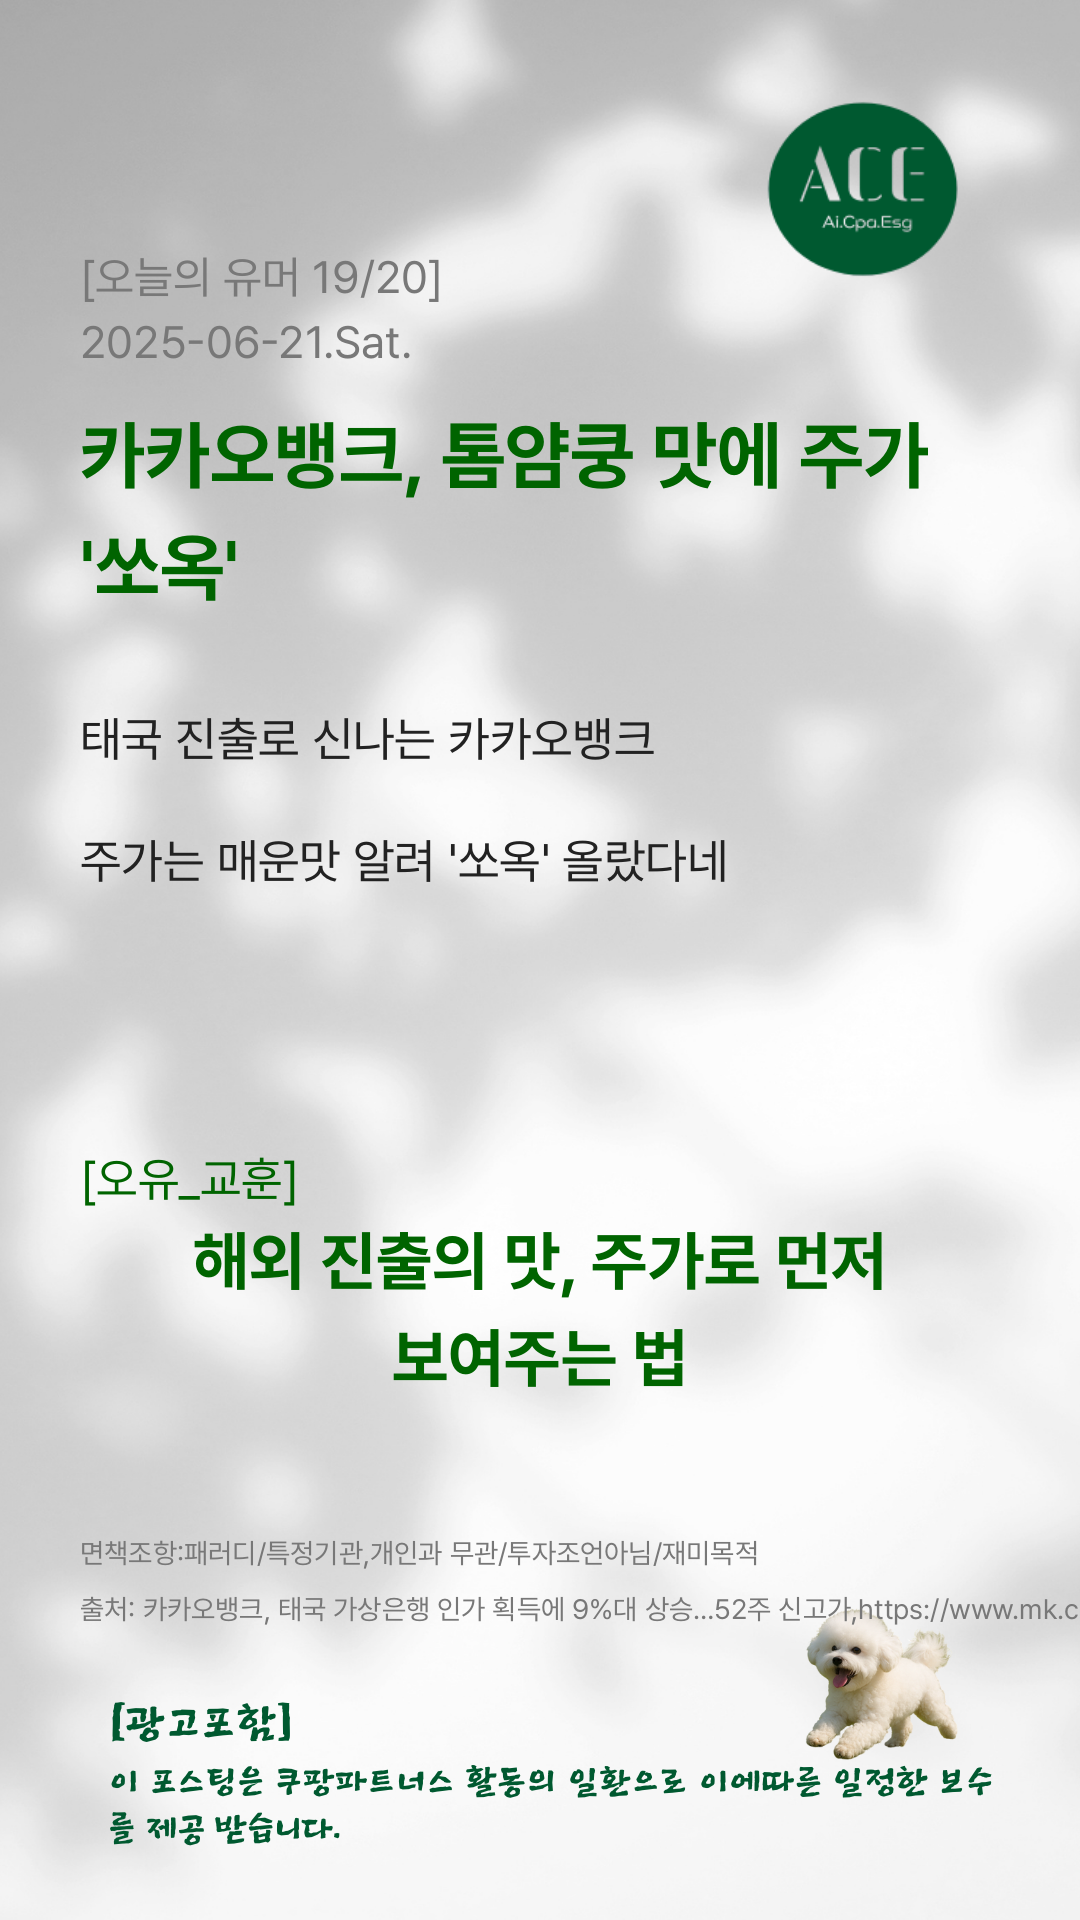 ACE
Ai.Cpa.Esg
[오늘의 유머 19/20]
2025-06-21.Sat.
카카오뱅크, 톰얌쿵 맛에 주가
'쏘옥'
태국 진출로 신나는 카카오뱅크
주가는 매운맛 알려 '쏘옥' 올랐다네
[오유_교훈]
해외 진출의 맛, 주가로 먼저
보여주는 법
면책조항:패러디/특정기관,개인과 무관/투자조언아님/재미목적
출처: 카카오뱅크, 태국 가상은행 인가 획득에 9%대 상승...52주 신고가,https://www.mk.c
[광고포함]
이 포스팅은 쿠팡파트너스 활동의 일환으로 이에따른 일정한 보수
를 제공 받습니다.